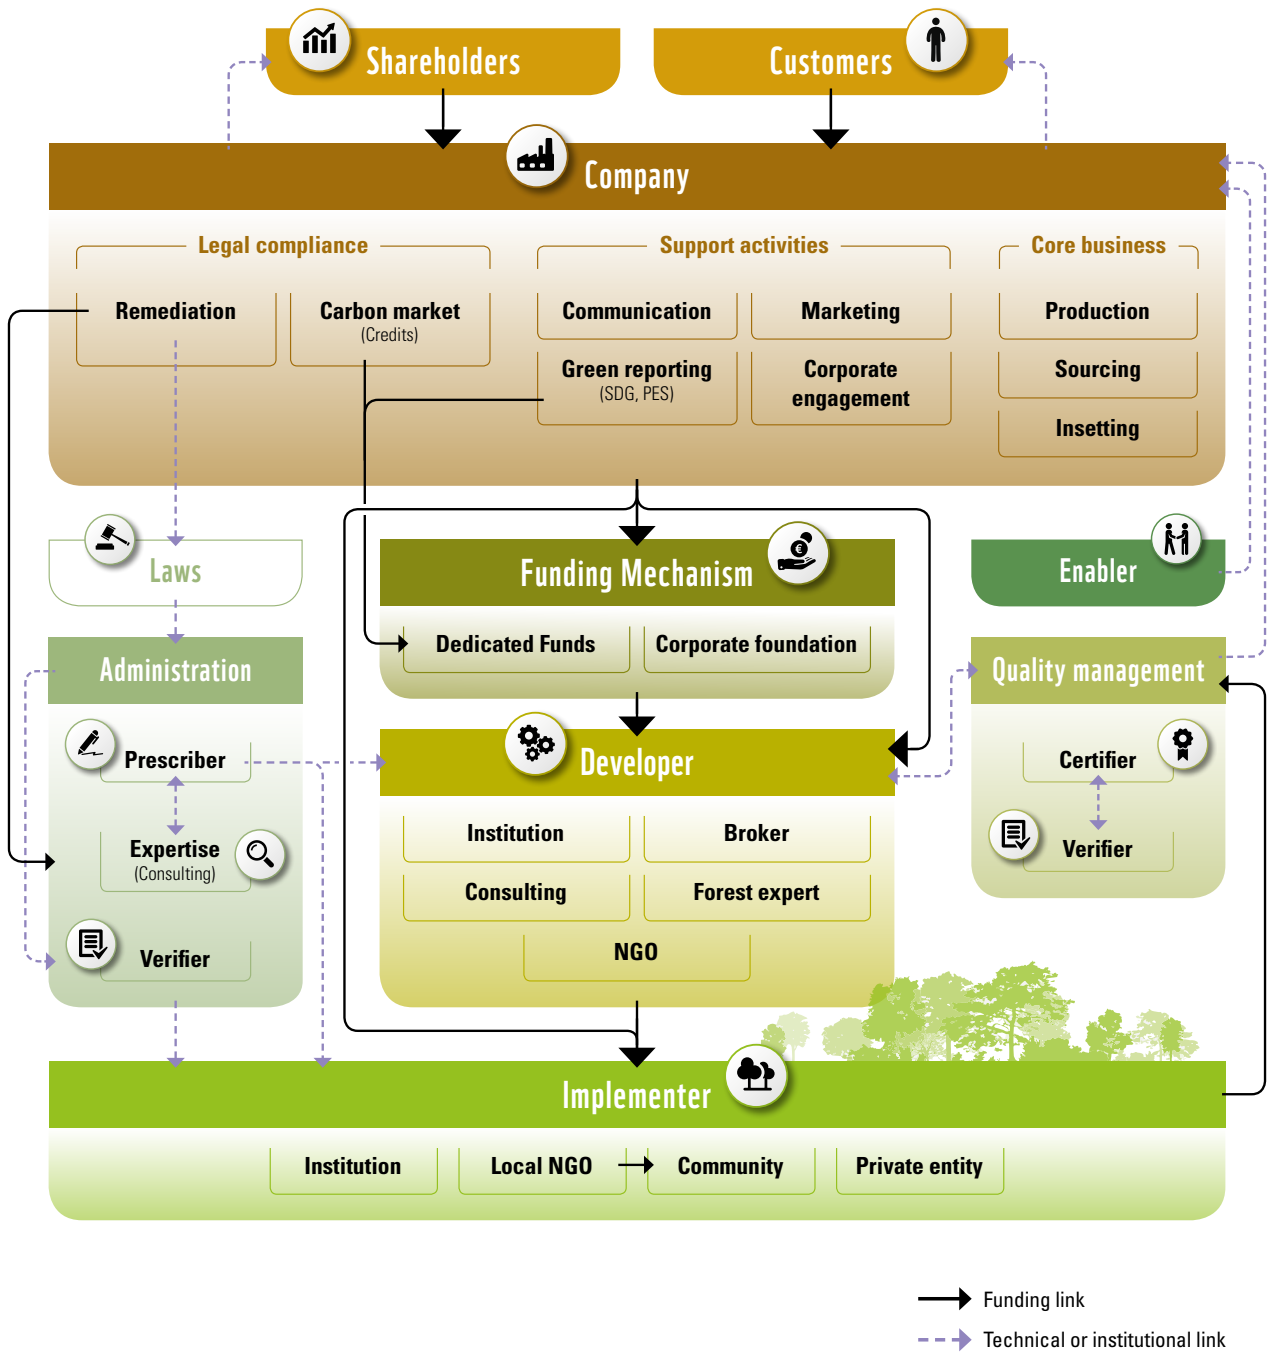 Shareholders
Customers
Company
Legal compliance
Support activities
Core business
Remediation
Carbon market
(Credits)
Communication
Marketing
Production
Green reporting
(SDG, PES)
Corporate
engagement
Sourcing
Insetting
Laws
Funding Mechanism
Enabler
Dedicated Funds
Corporate foundation
Administration
Quality management
Prescriber
Developer
Certifier
Expertise
(Consulting)
Institution
Broker
Verifier
Consulting
Forest expert
Verifier
NGO
Implementer
Institution
Local NGO
Community
Private entity
Funding link
Technical or institutional link